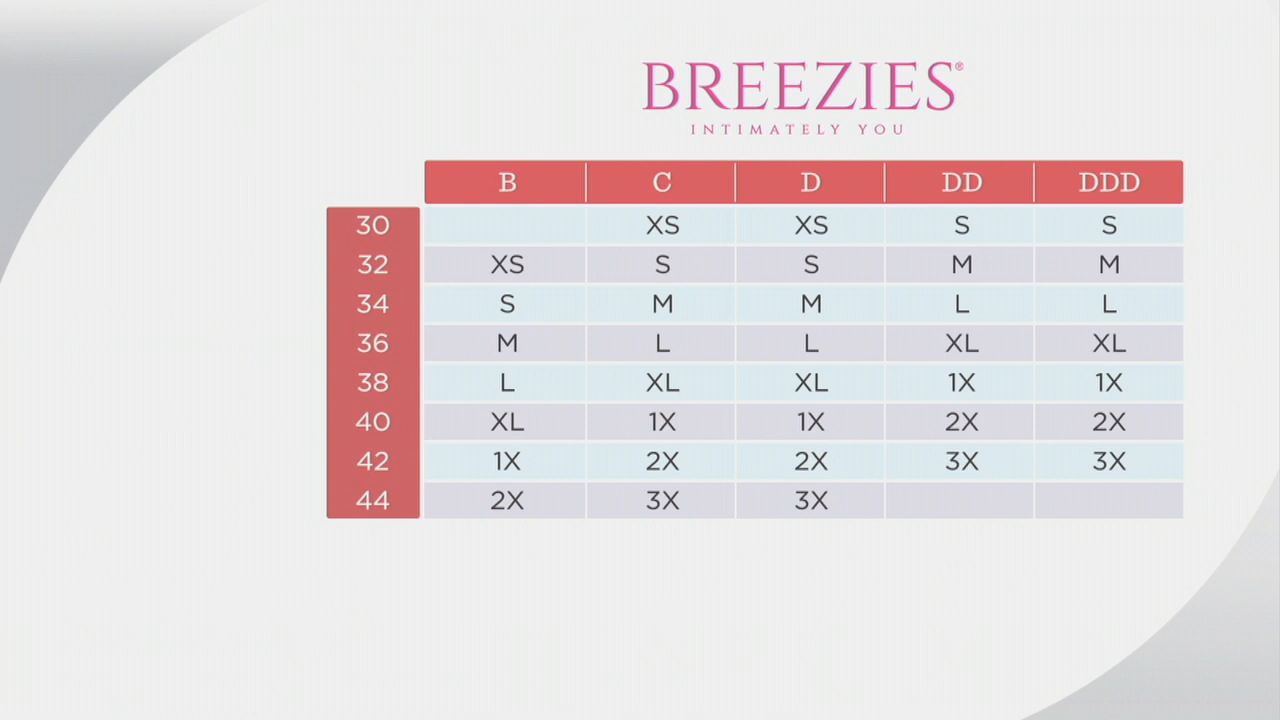 BREEZIES®
INTIMATELY YOU
B C D DD DDD
30 XS XS S S
32 XS S S M M
34 S M M L L
36 M L L XL XL
38 L XL XL 1X 1X
40 XL 1X 1X 2X 2X
42 1X 2X 2X 3X 3X
44 2X 3X 3X